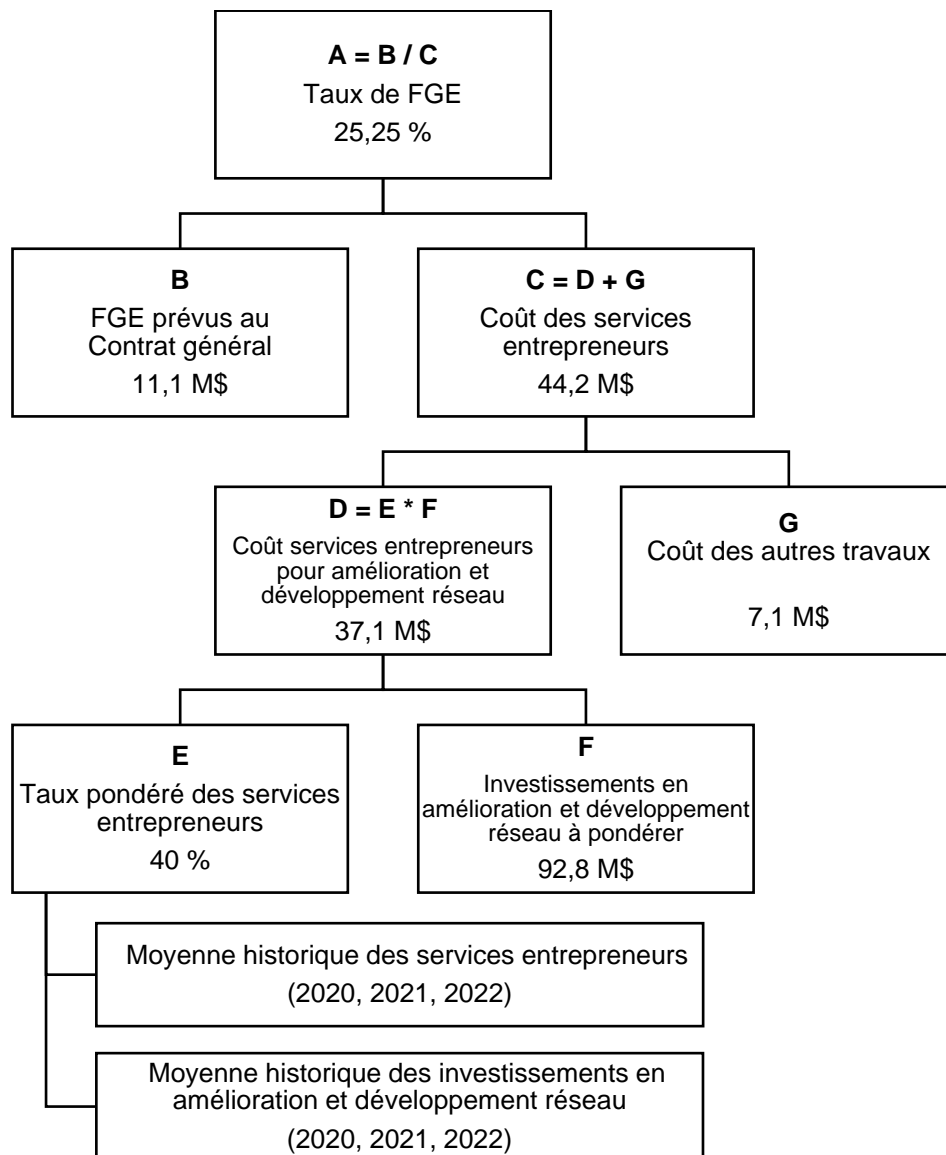 A = B / C
Taux de FGE
25,25 %
B
FGE prévus au
Contrat général
11,1 M$
C = D + G
Coût des services
entrepreneurs
44,2 M$
D = E * F
Coût services entrepreneurs
pour amélioration et
développement réseau
37,1 M$
G
Coût des autres travaux
7,1 M$
E
Taux pondéré des services
entrepreneurs
40 %
F
Investissements en
amélioration et développement
réseau à pondérer
92,8 M$
Moyenne historique des services entrepreneurs
(2020, 2021, 2022)
Moyenne historique des investissements en
amélioration et développement réseau
(2020, 2021, 2022)